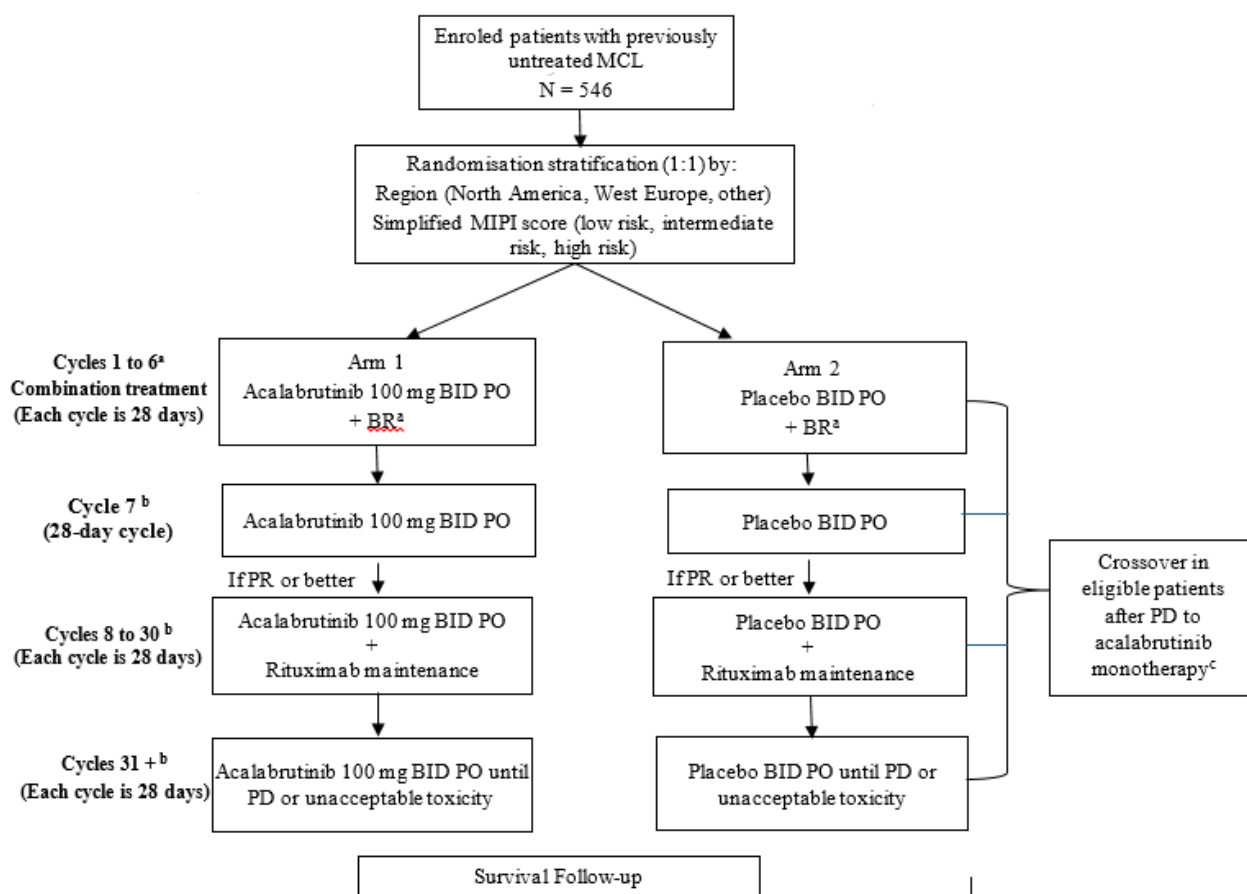 Enroled patients with previously
untreated MCL
N = 546
Randomisation stratification (1:1) by:
Region (North America, West Europe, other)
Simplified MIPI score (low risk, intermediate
risk, high risk)
Cycles 1 to 6ª
Combination treatment
(Each cycle is 28 days)
Arm 1
Acalabrutinib 100 mg BID PO
+ BRª
Arm 2
Placebo BID PO
+ BRª
Cycle 7 ᵇ
(28-day cycle)
Acalabrutinib 100 mg BID PO
Placebo BID PO
If PR or better
If PR or better
Cycles 8 to 30 ᵇ
(Each cycle is 28 days)
Acalabrutinib 100 mg BID PO
+
Rituximab maintenance
Placebo BID PO
+
Rituximab maintenance
Crossover in
eligible patients
after PD to
acalabrutinib
monotherapyᶜ
Cycles 31 + ᵇ
(Each cycle is 28 days)
Acalabrutinib 100 mg BID PO until
PD or unacceptable toxicity
Placebo BID PO until PD or
unacceptable toxicity
Survival Follow-up